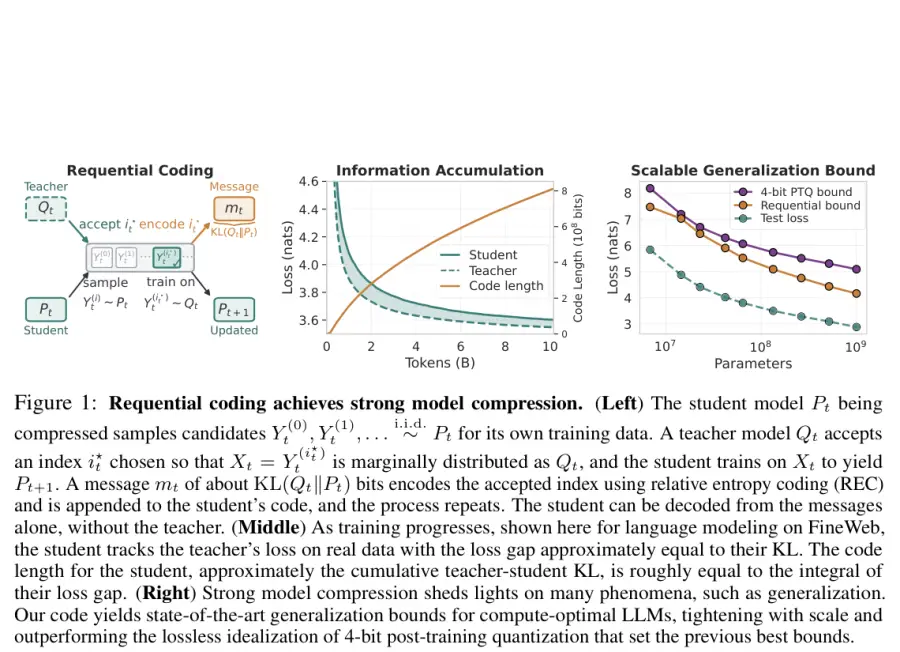 Requential Coding
Teacher
Message
Q_t
m_t
accept i_t^⋆ encode i_t^⋆
KL(Q_t‖P_t)
Y_t^{(0)} Y_t^{(1)} ... Y_t^{(i_t^⋆)} ...
sample
train on
Y_t^{(i)} ~ P_t
Y_t^{(i_t^⋆)} ~ Q_t
P_t
P_{t+1}
Student
Updated
Information Accumulation
4.6
4.4
4.2
4.0
3.8
3.6
Loss (nats)
Student
Teacher
Code length
8
6
4
2
0
Code Length (10^8 bits)
0 2 4 6 8 10
Tokens (B)
Scalable Generalization Bound
8
7
6
5
4
3
Loss (nats)
4-bit PTQ bound
Requential bound
Test loss
10^7 10^8 10^9
Parameters
Figure 1: Requential coding achieves strong model compression. (Left) The student model P_t being
compressed samples candidates Y_t^{(0)}, Y_t^{(1)}, . . . i.i.d. ∼ P_t for its own training data. A teacher model Q_t accepts
an index i_t^⋆ chosen so that X_t = Y_t^{(i_t^⋆)} is marginally distributed as Q_t, and the student trains on X_t to yield
P_{t+1}. A message m_t of about KL(Q_t‖P_t) bits encodes the accepted index using relative entropy coding (REC)
and is appended to the student's code, and the process repeats. The student can be decoded from the messages
alone, without the teacher. (Middle) As training progresses, shown here for language modeling on FineWeb,
the student tracks the teacher's loss on real data with the loss gap approximately equal to their KL. The code
length for the student, approximately the cumulative teacher-student KL, is roughly equal to the integral of
their loss gap. (Right) Strong model compression sheds lights on many phenomena, such as generalization.
Our code yields state-of-the-art generalization bounds for compute-optimal LLMs, tightening with scale and
outperforming the lossless idealization of 4-bit post-training quantization that set the previous best bounds.